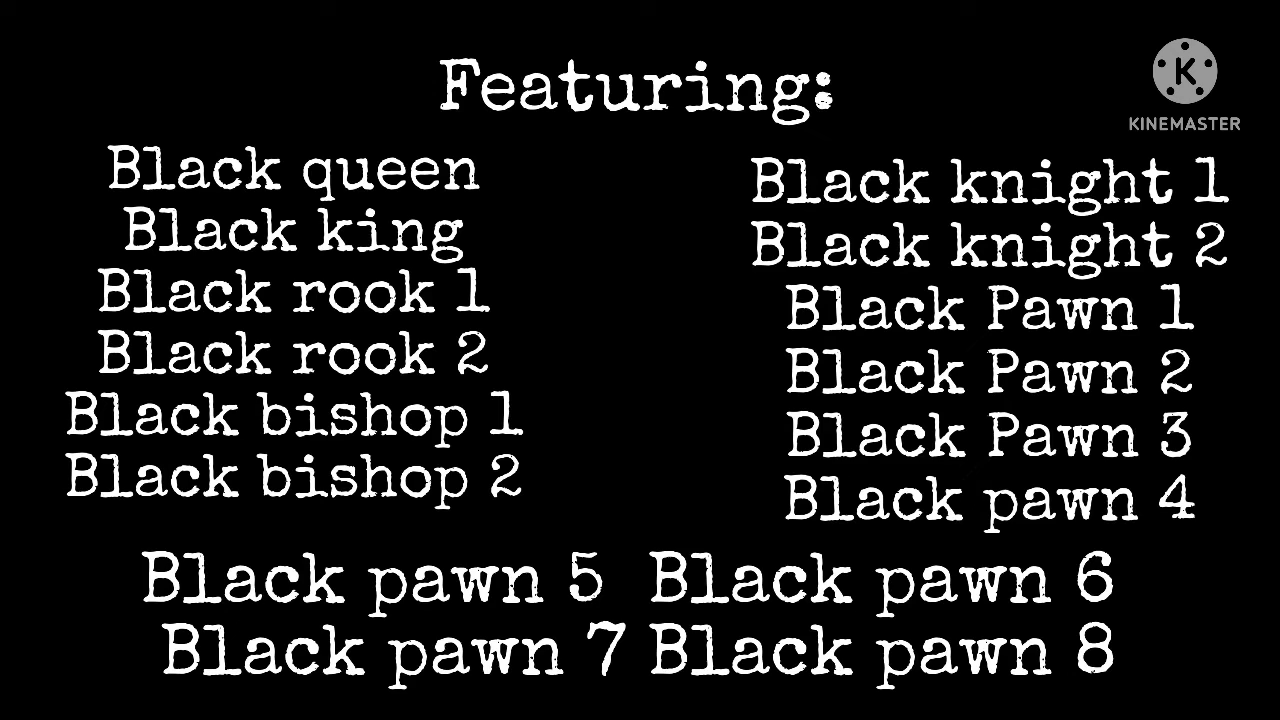 Featuring:
KINEMASTER
Black queen
Black king
Black rook 1
Black rook 2
Black bishop 1
Black bishop 2
Black knight 1
Black knight 2
Black Pawn 1
Black Pawn 2
Black Pawn 3
Black pawn 4
Black pawn 5 Black pawn 6
Black pawn 7 Black pawn 8